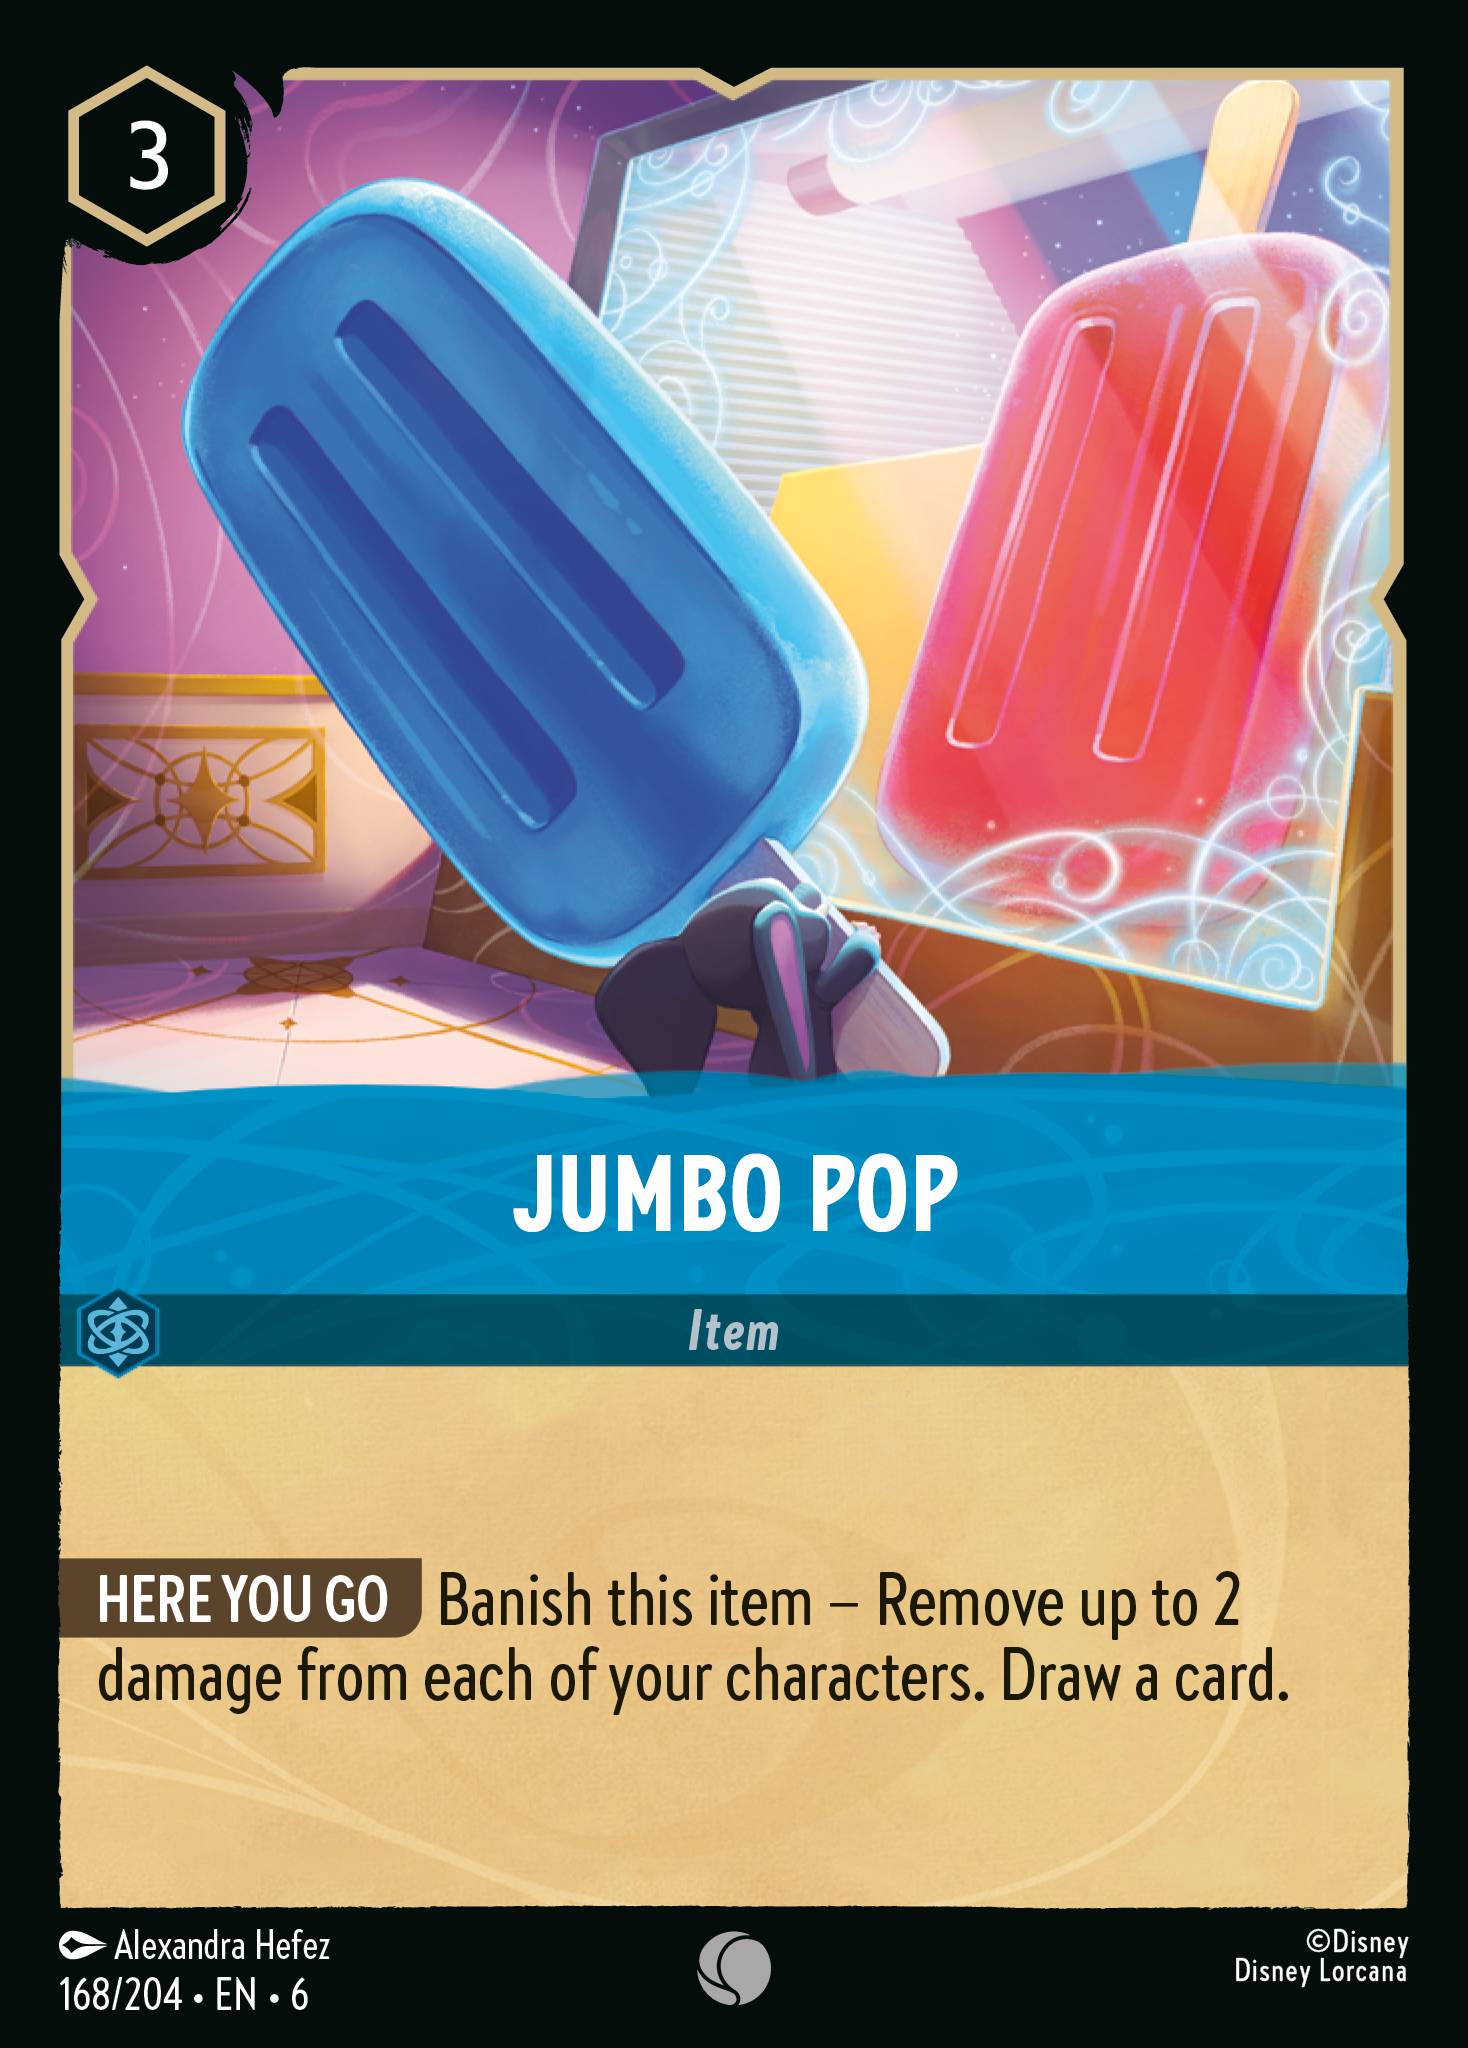 3
JUMBO POP
Item
HERE YOU GO Banish this item – Remove up to 2
damage from each of your characters. Draw a card.
Alexandra Hefez
168/204 • EN • 6
©Disney
Disney Lorcana